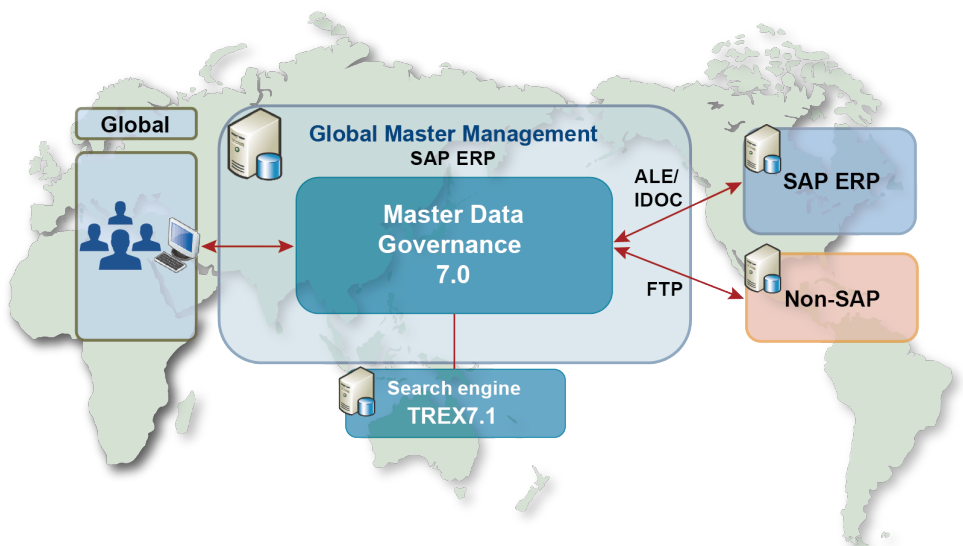 Global
Global Master Management
SAP ERP
Master Data
Governance
7.0
ALE/
IDOC
FTP
SAP ERP
Non-SAP
Search engine
TREX7.1